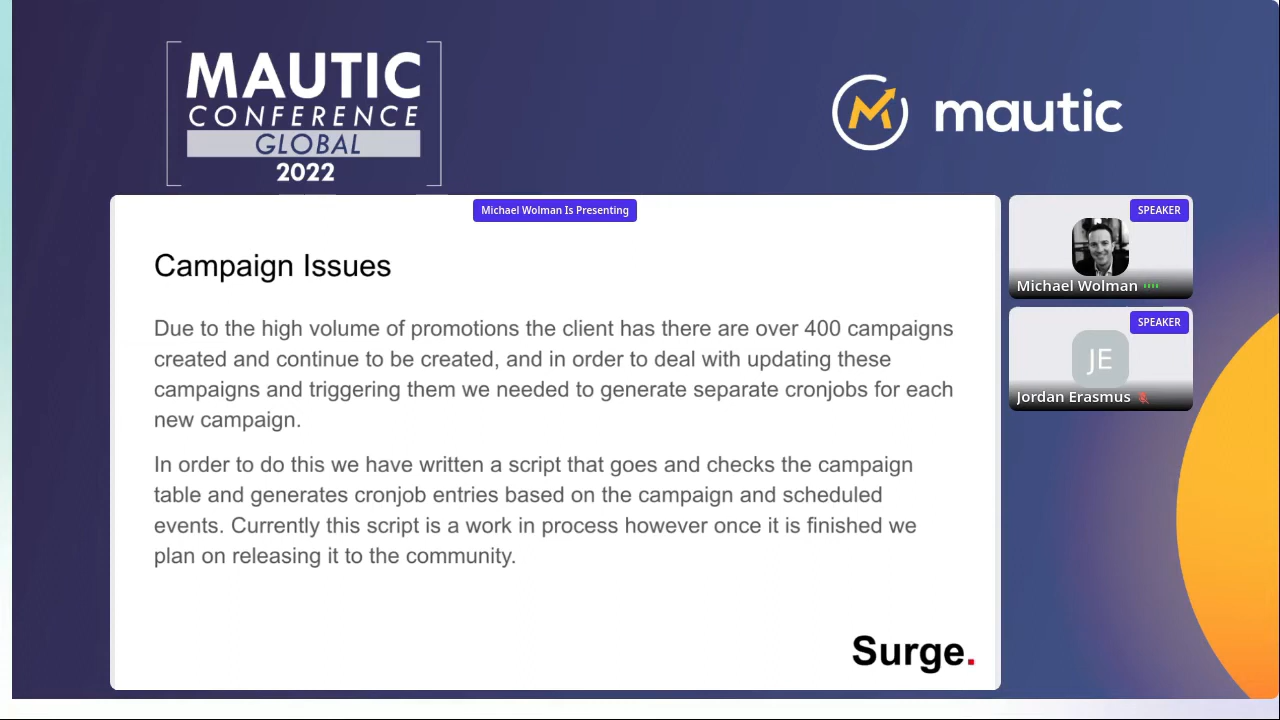 MAUTIC
CONFERENCE
GLOBAL
2022
mautic
Michael Wolman Is Presenting
Campaign Issues
Due to the high volume of promotions the client has there are over 400 campaigns
created and continue to be created, and in order to deal with updating these
campaigns and triggering them we needed to generate separate cronjobs for each
new campaign.
In order to do this we have written a script that goes and checks the campaign
table and generates cronjob entries based on the campaign and scheduled
events. Currently this script is a work in process however once it is finished we
plan on releasing it to the community.
Surge.
SPEAKER
Michael Wolman
SPEAKER
JE
Jordan Erasmus